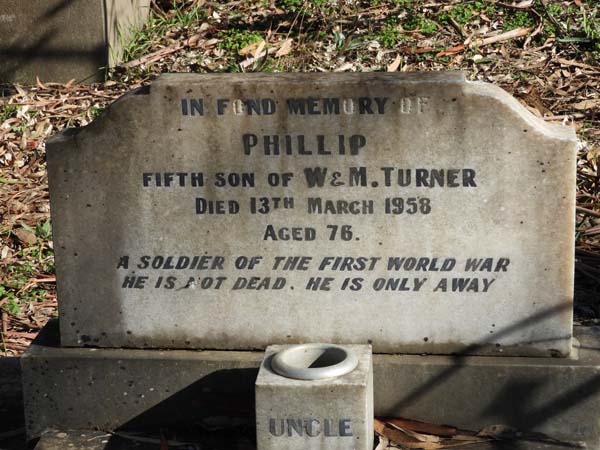 IN FOND MEMORY OF
PHILLIP
FIFTH SON OF W & M. TURNER
DIED 13TH MARCH 1958
AGED 76.
A SOLDIER OF THE FIRST WORLD WAR
HE IS NOT DEAD. HE IS ONLY AWAY
UNCLE